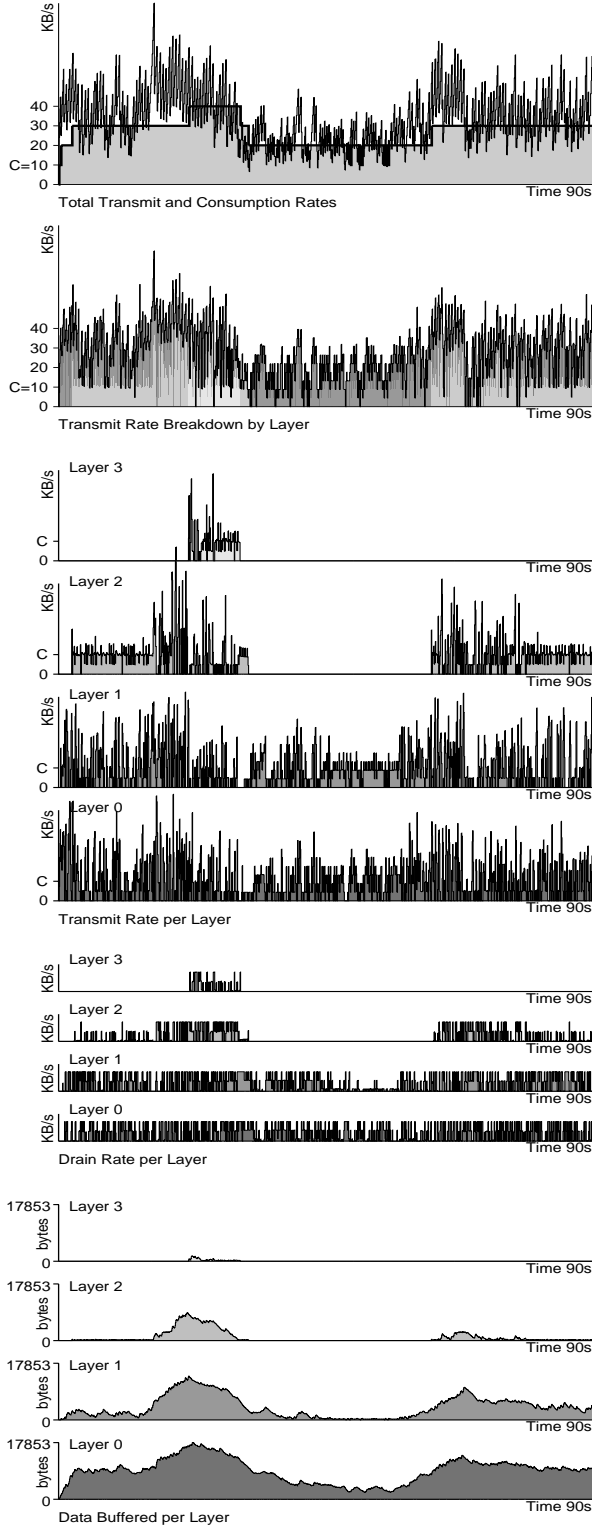 KB/s
40
30
20
C=10
0
Time 90s
Total Transmit and Consumption Rates
KB/s
40
30
20
C=10
0
Time 90s
Transmit Rate Breakdown by Layer
Layer 3
KB/s
C
0
Time 90s
Layer 2
KB/s
C
0
Time 90s
Layer 1
KB/s
C
0
Time 90s
Layer 0
KB/s
C
0
Time 90s
Transmit Rate per Layer
Layer 3
KB/s
Time 90s
Layer 2
KB/s
Time 90s
Layer 1
KB/s
Time 90s
Layer 0
KB/s
Time 90s
Drain Rate per Layer
17853
Layer 3
bytes
0
Time 90s
17853
Layer 2
bytes
0
Time 90s
17853
Layer 1
bytes
0
Time 90s
17853
Layer 0
bytes
0
Time 90s
Data Buffered per Layer